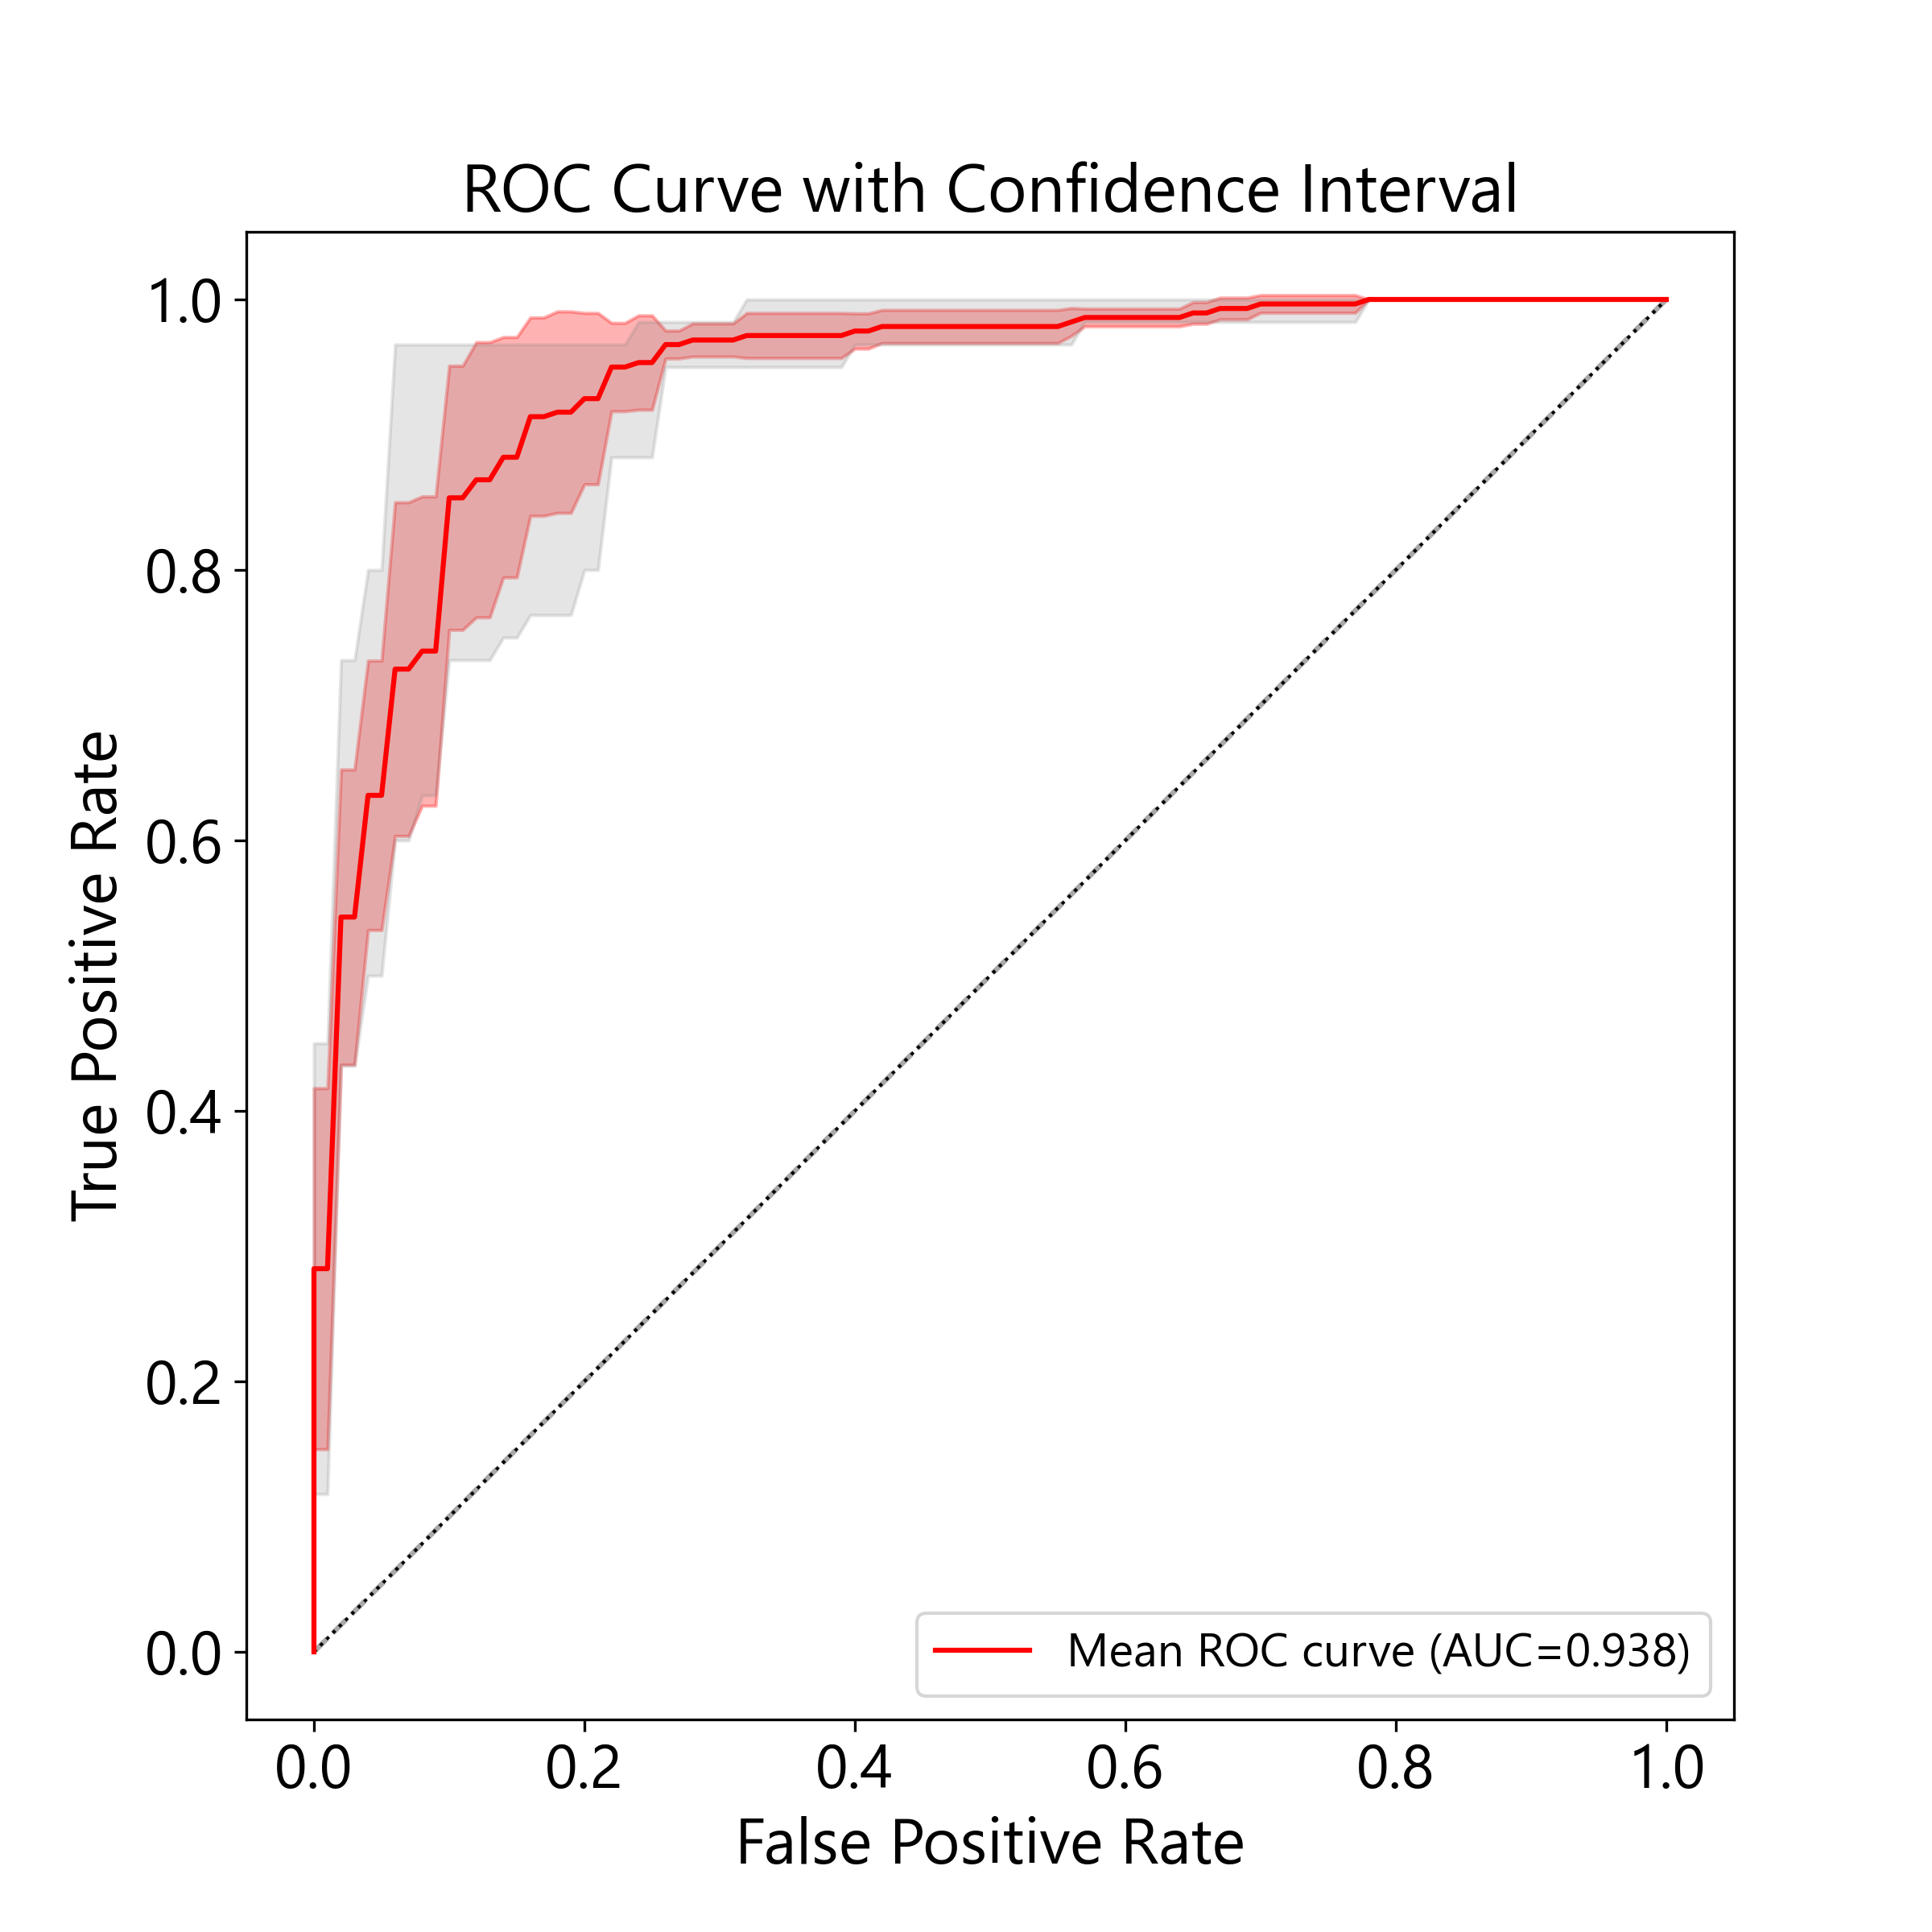 ROC Curve with Confidence Interval
1.0
0.8
0.6
0.4
0.2
0.0
True Positive Rate
Mean ROC curve (AUC=0.938)
0.0 0.2 0.4 0.6 0.8 1.0
False Positive Rate